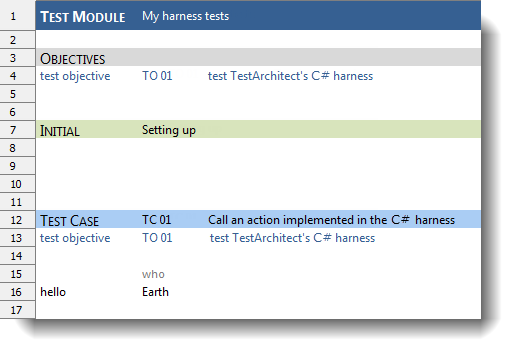 1 TEST MODULE My harness tests
2
3 OBJECTIVES
4 test objective TO 01 test TestArchitect's C# harness
5
6
7 INITIAL Setting up
8
9
10
11
12 TEST CASE TC 01 Call an action implemented in the C# harness
13 test objective TO 01 test TestArchitect's C# harness
14
15 who
16 hello Earth
17